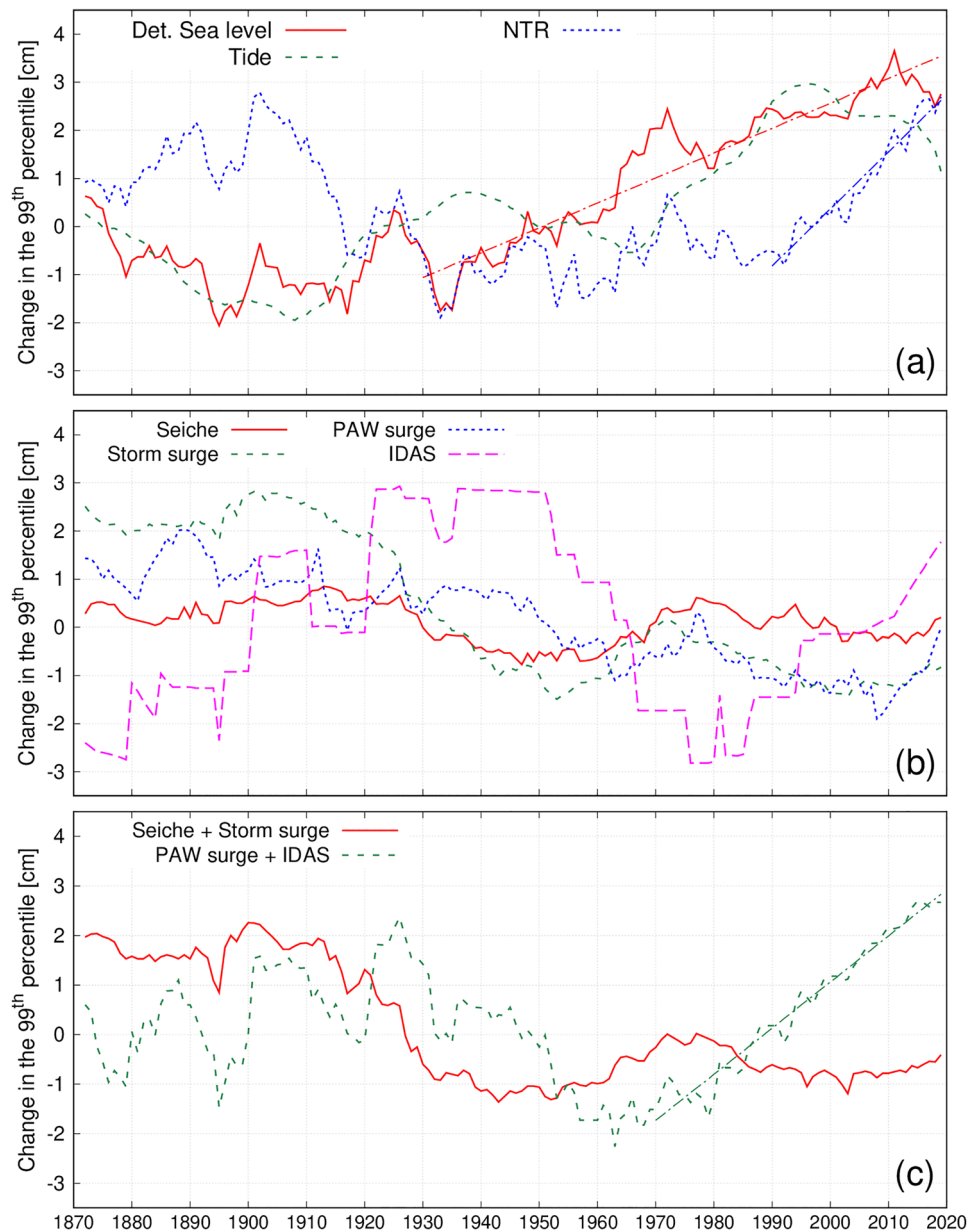 Det. Sea level NTR
Tide
Change in the 99th percentile [cm]
4
3
2
1
0
-1
-2
-3
(a)
Seiche PAW surge
Storm surge IDAS
Change in the 99th percentile [cm]
4
3
2
1
0
-1
-2
-3
(b)
Seiche + Storm surge
PAW surge + IDAS
Change in the 99th percentile [cm]
4
3
2
1
0
-1
-2
-3
(c)
1870 1880 1890 1900 1910 1920 1930 1940 1950 1960 1970 1980 1990 2000 2010 2020